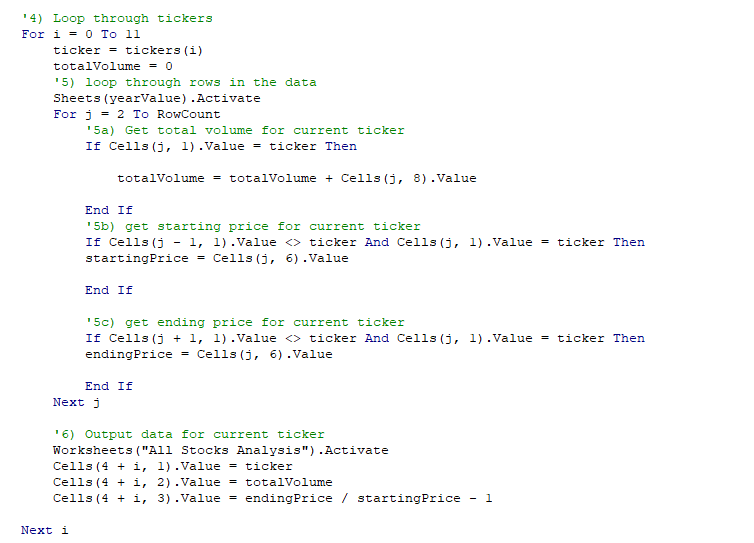 '4) Loop through tickers
For i = 0 To 11
    ticker = tickers(i)
    totalVolume = 0
    '5) loop through rows in the data
    Sheets(yearValue).Activate
    For j = 2 To RowCount
        '5a) Get total volume for current ticker
        If Cells(j, 1).Value = ticker Then
            totalVolume = totalVolume + Cells(j, 8).Value
        End If
        '5b) get starting price for current ticker
        If Cells(j - 1, 1).Value <> ticker And Cells(j, 1).Value = ticker Then
        startingPrice = Cells(j, 6).Value
        End If
        '5c) get ending price for current ticker
        If Cells(j + 1, 1).Value <> ticker And Cells(j, 1).Value = ticker Then
        endingPrice = Cells(j, 6).Value
        End If
    Next j
    '6) Output data for current ticker
    Worksheets("All Stocks Analysis").Activate
    Cells(4 + i, 1).Value = ticker
    Cells(4 + i, 2).Value = totalVolume
    Cells(4 + i, 3).Value = endingPrice / startingPrice - 1
Next i